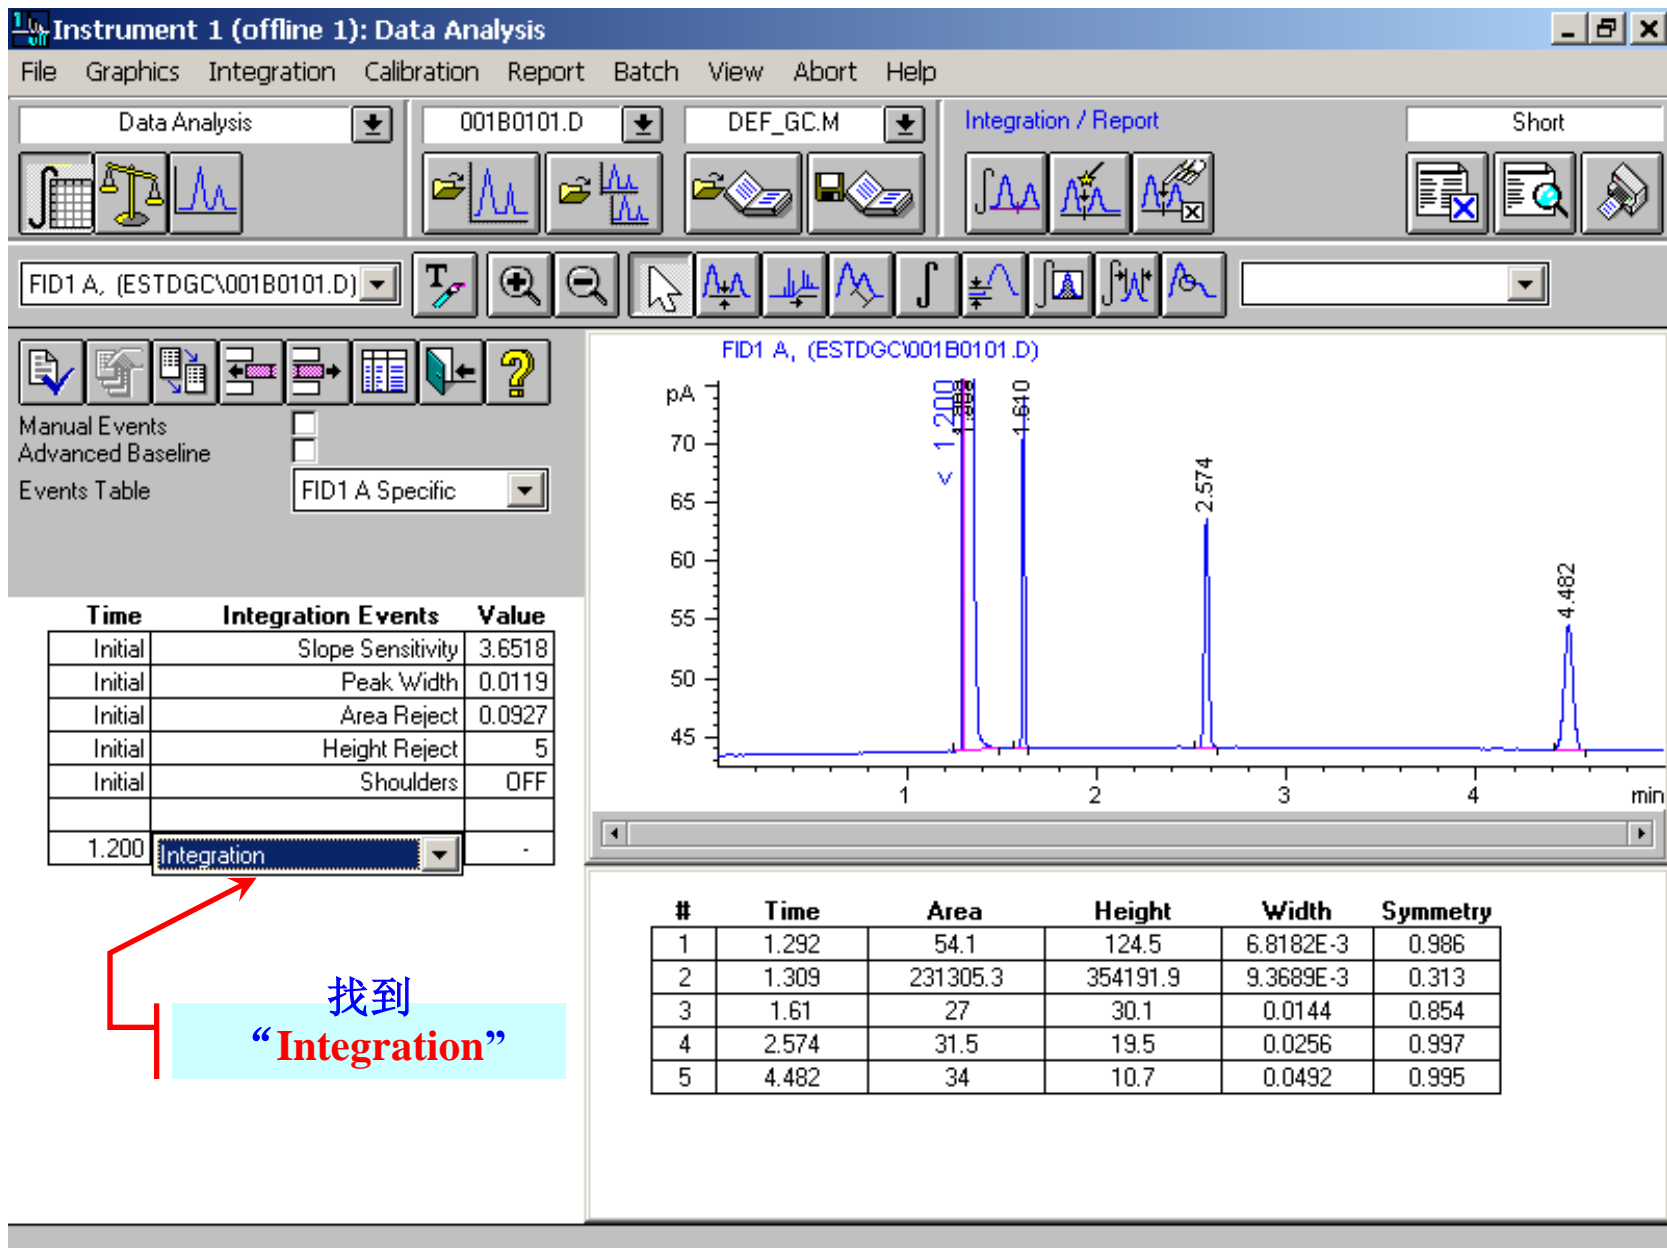 Instrument 1 (offline 1): Data Analysis
File Graphics Integration Calibration Report Batch View Abort Help
Data Analysis 001B0101.D DEF_GC.M Integration / Report Short
FID1 A, (ESTDGC\001B0101.D)
Manual Events
Advanced Baseline
Events Table FID1 A Specific
Time Integration Events Value
Initial Slope Sensitivity 3.6518
Initial Peak Width 0.0119
Initial Area Reject 0.0927
Initial Height Reject 5
Initial Shoulders OFF
1.200 Integration -
找到
“Integration”
FID1 A, (ESTDGC\001B0101.D)
pA
70
65
60
55
50
45
< 1.200
1.610
2.574
4.482
1 2 3 4 min
# Time Area Height Width Symmetry
1 1.292 54.1 124.5 6.8182E-3 0.986
2 1.309 231305.3 354191.9 9.3689E-3 0.313
3 1.61 27 30.1 0.0144 0.854
4 2.574 31.5 19.5 0.0256 0.997
5 4.482 34 10.7 0.0492 0.995